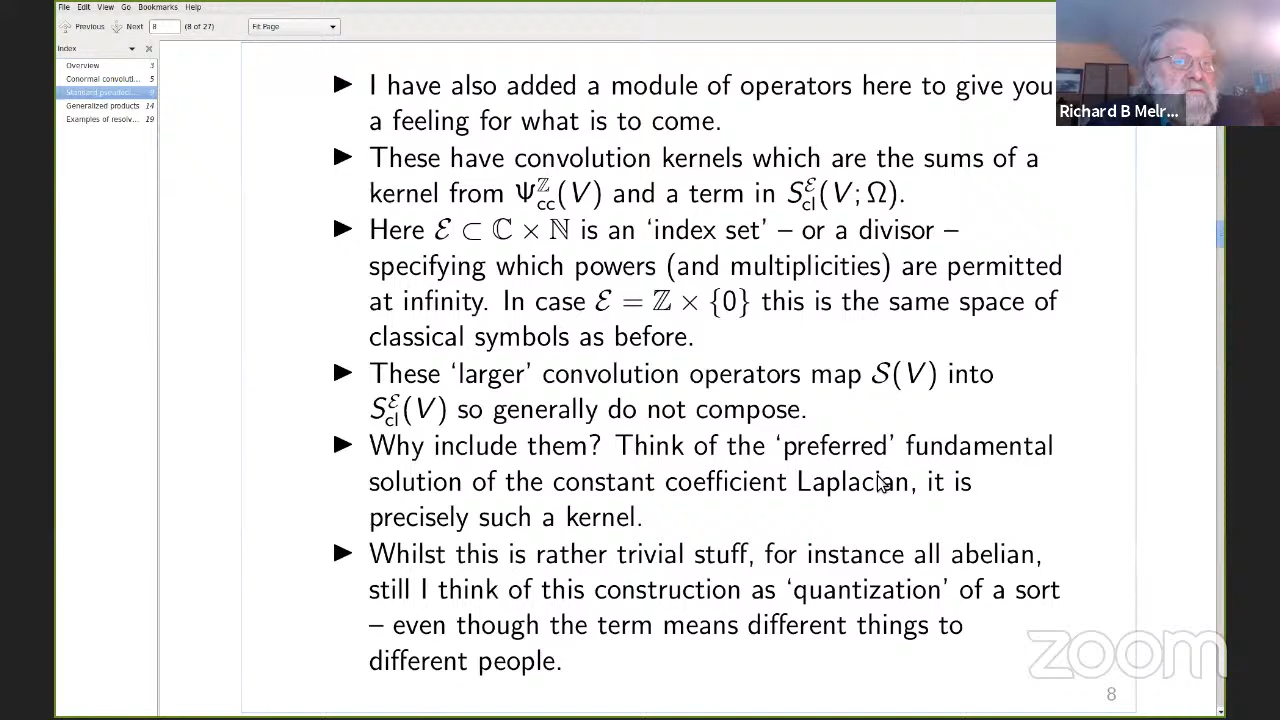 File Edit View Go Bookmarks Help
Previous Next 8 (8 of 27) Fit Page
Index
Overview 3
Conormal convoluti... 5
Generalized products 14
Examples of resolv... 19
Richard B Melr...
► I have also added a module of operators here to give you
a feeling for what is to come.
► These have convolution kernels which are the sums of a
kernel from Ψ^ℤ_cc(V) and a term in S^ℰ_cl(V; Ω).
► Here ℰ ⊂ ℂ × ℕ is an ‘index set’ – or a divisor –
specifying which powers (and multiplicities) are permitted
at infinity. In case ℰ = ℤ × {0} this is the same space of
classical symbols as before.
► These ‘larger’ convolution operators map 𝒮(V) into
S^ℰ_cl(V) so generally do not compose.
► Why include them? Think of the ‘preferred’ fundamental
solution of the constant coefficient Laplacian, it is
precisely such a kernel.
► Whilst this is rather trivial stuff, for instance all abelian,
still I think of this construction as ‘quantization’ of a sort
– even though the term means different things to
different people.
zoom
8